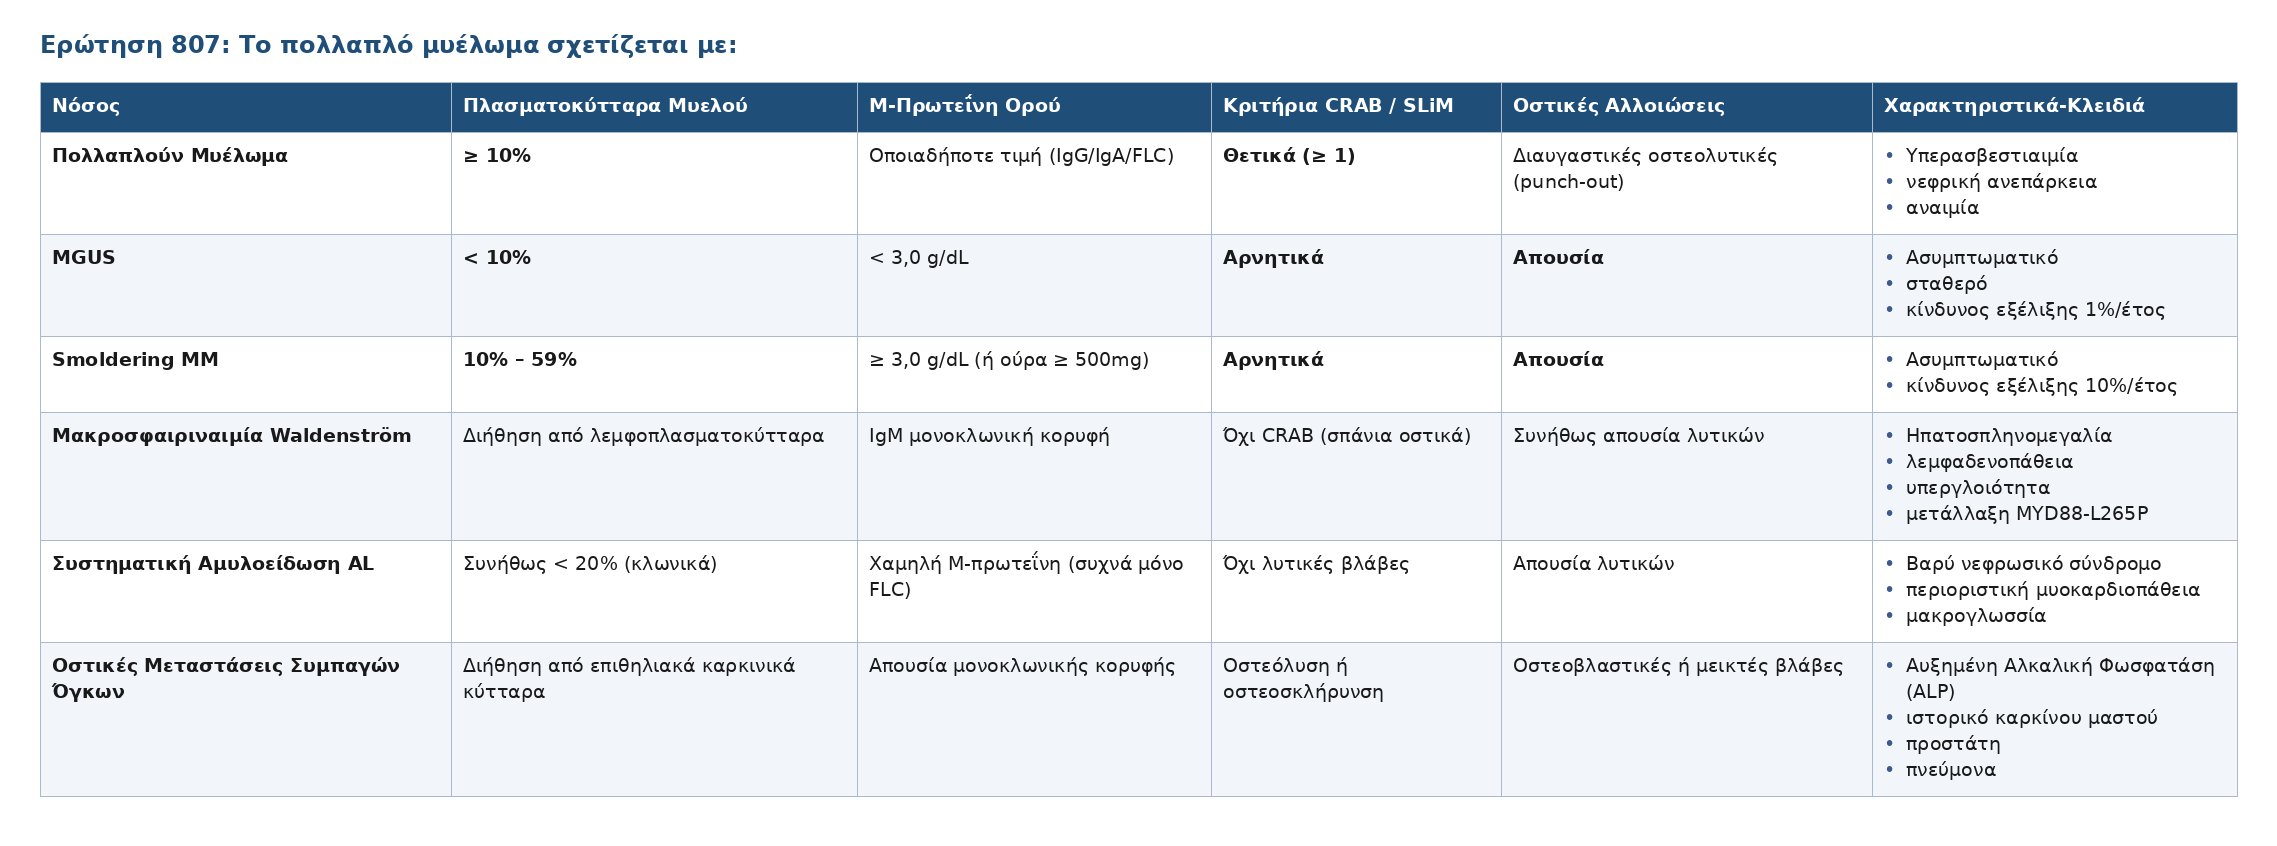 Ερώτηση 807: Το πολλαπλό μυέλωμα σχετίζεται με:
Νόσος
Πλασματοκύτταρα Μυελού
Μ-Πρωτεΐνη Ορού
Κριτήρια CRAB / SLiM
Οστικές Αλλοιώσεις
Χαρακτηριστικά-Κλειδιά
Πολλαπλούν Μυέλωμα
≥ 10%
Οποιαδήποτε τιμή (IgG/IgA/FLC)
Θετικά (≥ 1)
Διαυγαστικές οστεολυτικές
(punch-out)
• Υπερασβεστιαιμία
• νεφρική ανεπάρκεια
• αναιμία
MGUS
< 10%
< 3,0 g/dL
Αρνητικά
Απουσία
• Ασυμπτωματικό
• σταθερό
• κίνδυνος εξέλιξης 1%/έτος
Smoldering MM
10% – 59%
≥ 3,0 g/dL (ή ούρα ≥ 500mg)
Αρνητικά
Απουσία
• Ασυμπτωματικό
• κίνδυνος εξέλιξης 10%/έτος
Μακροσφαιριναιμία Waldenström
Διήθηση από λεμφοπλασματοκύτταρα
IgM μονοκλωνική κορυφή
Όχι CRAB (σπάνια οστικά)
Συνήθως απουσία λυτικών
• Ηπατοσπληνομεγαλία
• λεμφαδενοπάθεια
• υπεργλοιότητα
• μετάλλαξη MYD88-L265P
Συστηματική Αμυλοείδωση AL
Συνήθως < 20% (κλωνικά)
Χαμηλή Μ-πρωτεΐνη (συχνά μόνο
FLC)
Όχι λυτικές βλάβες
Απουσία λυτικών
• Βαρύ νεφρωσικό σύνδρομο
• περιοριστική μυοκαρδιοπάθεια
• μακρογλωσσία
Οστικές Μεταστάσεις Συμπαγών
Όγκων
Διήθηση από επιθηλιακά καρκινικά
κύτταρα
Απουσία μονοκλωνικής κορυφής
Οστεόλυση ή
οστεοσκλήρυνση
Οστεοβλαστικές ή μεικτές βλάβες
• Αυξημένη Αλκαλική Φωσφατάση
(ALP)
• ιστορικό καρκίνου μαστού
• προστάτη
• πνεύμονα